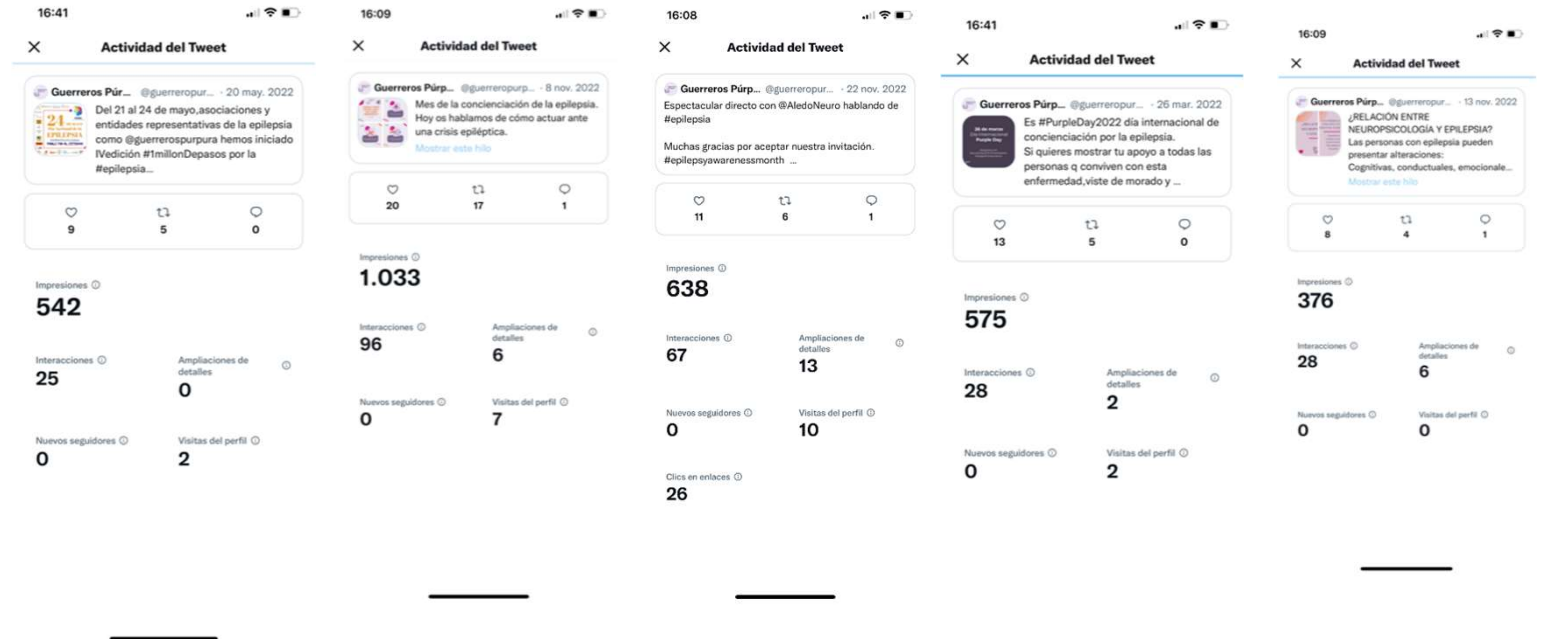 16:41
Actividad del Tweet
Guerreros Púr... @guerreropur... · 20 may. 2022
Del 21 al 24 de mayo,asociaciones y
entidades representativas de la epilepsia
como @guerrerospurpura hemos iniciado
IVedición #1millonDepasos por la
#epilepsia...
24
EPILEPSIA
9 5 0
Impresiones
542
Interacciones
25
Ampliaciones de
detalles
0
Nuevos seguidores
0
Visitas del perfil
2
16:09
Actividad del Tweet
Guerreros Púrp... @guerreropurp... · 8 nov. 2022
Mes de la concienciación de la epilepsia.
Hoy os hablamos de cómo actuar ante
una crisis epiléptica.
Mostrar este hilo
20 17 1
Impresiones
1.033
Interacciones
96
Ampliaciones de
detalles
6
Nuevos seguidores
0
Visitas del perfil
7
16:08
Actividad del Tweet
Guerreros Púrp... @guerreropur... · 22 nov. 2022
Espectacular directo con @AledoNeuro hablando de
#epilepsia
Muchas gracias por aceptar nuestra invitación.
#epilepsyawarenessmonth ...
11 6 1
Impresiones
638
Interacciones
67
Ampliaciones de
detalles
13
Nuevos seguidores
0
Visitas del perfil
10
Clics en enlaces
26
16:41
Actividad del Tweet
Guerreros Púrp... @guerreropur... · 26 mar. 2022
Es #PurpleDay2022 día internacional de
concienciación por la epilepsia.
Si quieres mostrar tu apoyo a todas las
personas q conviven con esta
enfermedad,viste de morado y ...
26 de marzo
Día Internacional
Purple Day
13 5 0
Impresiones
575
Interacciones
28
Ampliaciones de
detalles
2
Nuevos seguidores
0
Visitas del perfil
2
16:09
Actividad del Tweet
Guerreros Púrp... @guerreropur... · 13 nov. 2022
¿RELACIÓN ENTRE
NEUROPSICOLOGÍA Y EPILEPSIA?
Las personas con epilepsia pueden
presentar alteraciones:
Cognitivas, conductuales, emocionale...
Mostrar este hilo
8 4 1
Impresiones
376
Interacciones
28
Ampliaciones de
detalles
6
Nuevos seguidores
0
Visitas del perfil
0